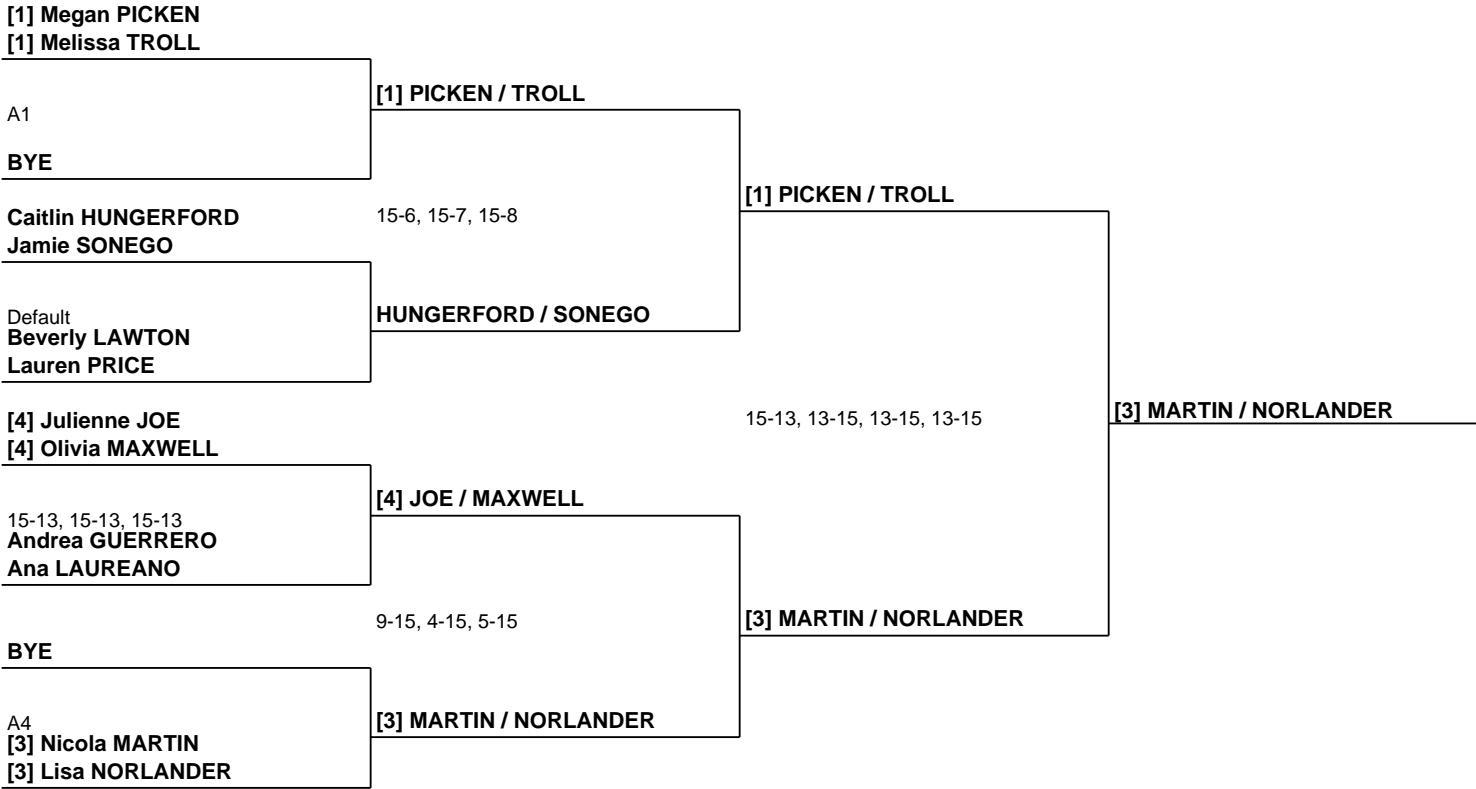 [1] Megan PICKEN
[1] Melissa TROLL
[1] PICKEN / TROLL
A1
BYE
[1] PICKEN / TROLL
Caitlin HUNGERFORD
15-6, 15-7, 15-8
Jamie SONEGO
Default
HUNGERFORD / SONEGO
Beverly LAWTON
Lauren PRICE
[4] Julienne JOE
15-13, 13-15, 13-15, 13-15
[3] MARTIN / NORLANDER
[4] Olivia MAXWELL
[4] JOE / MAXWELL
15-13, 15-13, 15-13
Andrea GUERRERO
Ana LAUREANO
9-15, 4-15, 5-15
[3] MARTIN / NORLANDER
BYE
A4
[3] MARTIN / NORLANDER
[3] Nicola MARTIN
[3] Lisa NORLANDER